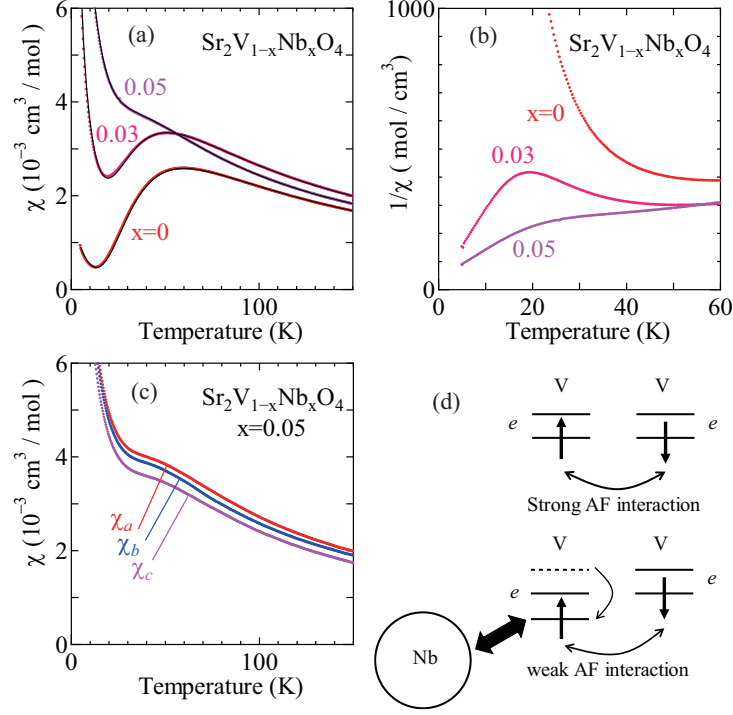 (a)
Sr2V1−xNbxO4
0.05
0.03
x=0
6
4
2
0
χ (10−3 cm3 / mol )
100
Temperature (K)
(b)
Sr2V1−xNbxO4
x=0
0.03
0.05
1000
0
1/χ ( mol / cm3)
0
20
40
60
Temperature (K)
(c)
Sr2V1−xNbxO4
x=0.05
χa
χb
χc
6
4
2
0
χ (10−3 cm3 / mol )
0
100
Temperature (K)
(d)
V V
e e
Strong AF interaction
V V
e e
Nb
weak AF interaction